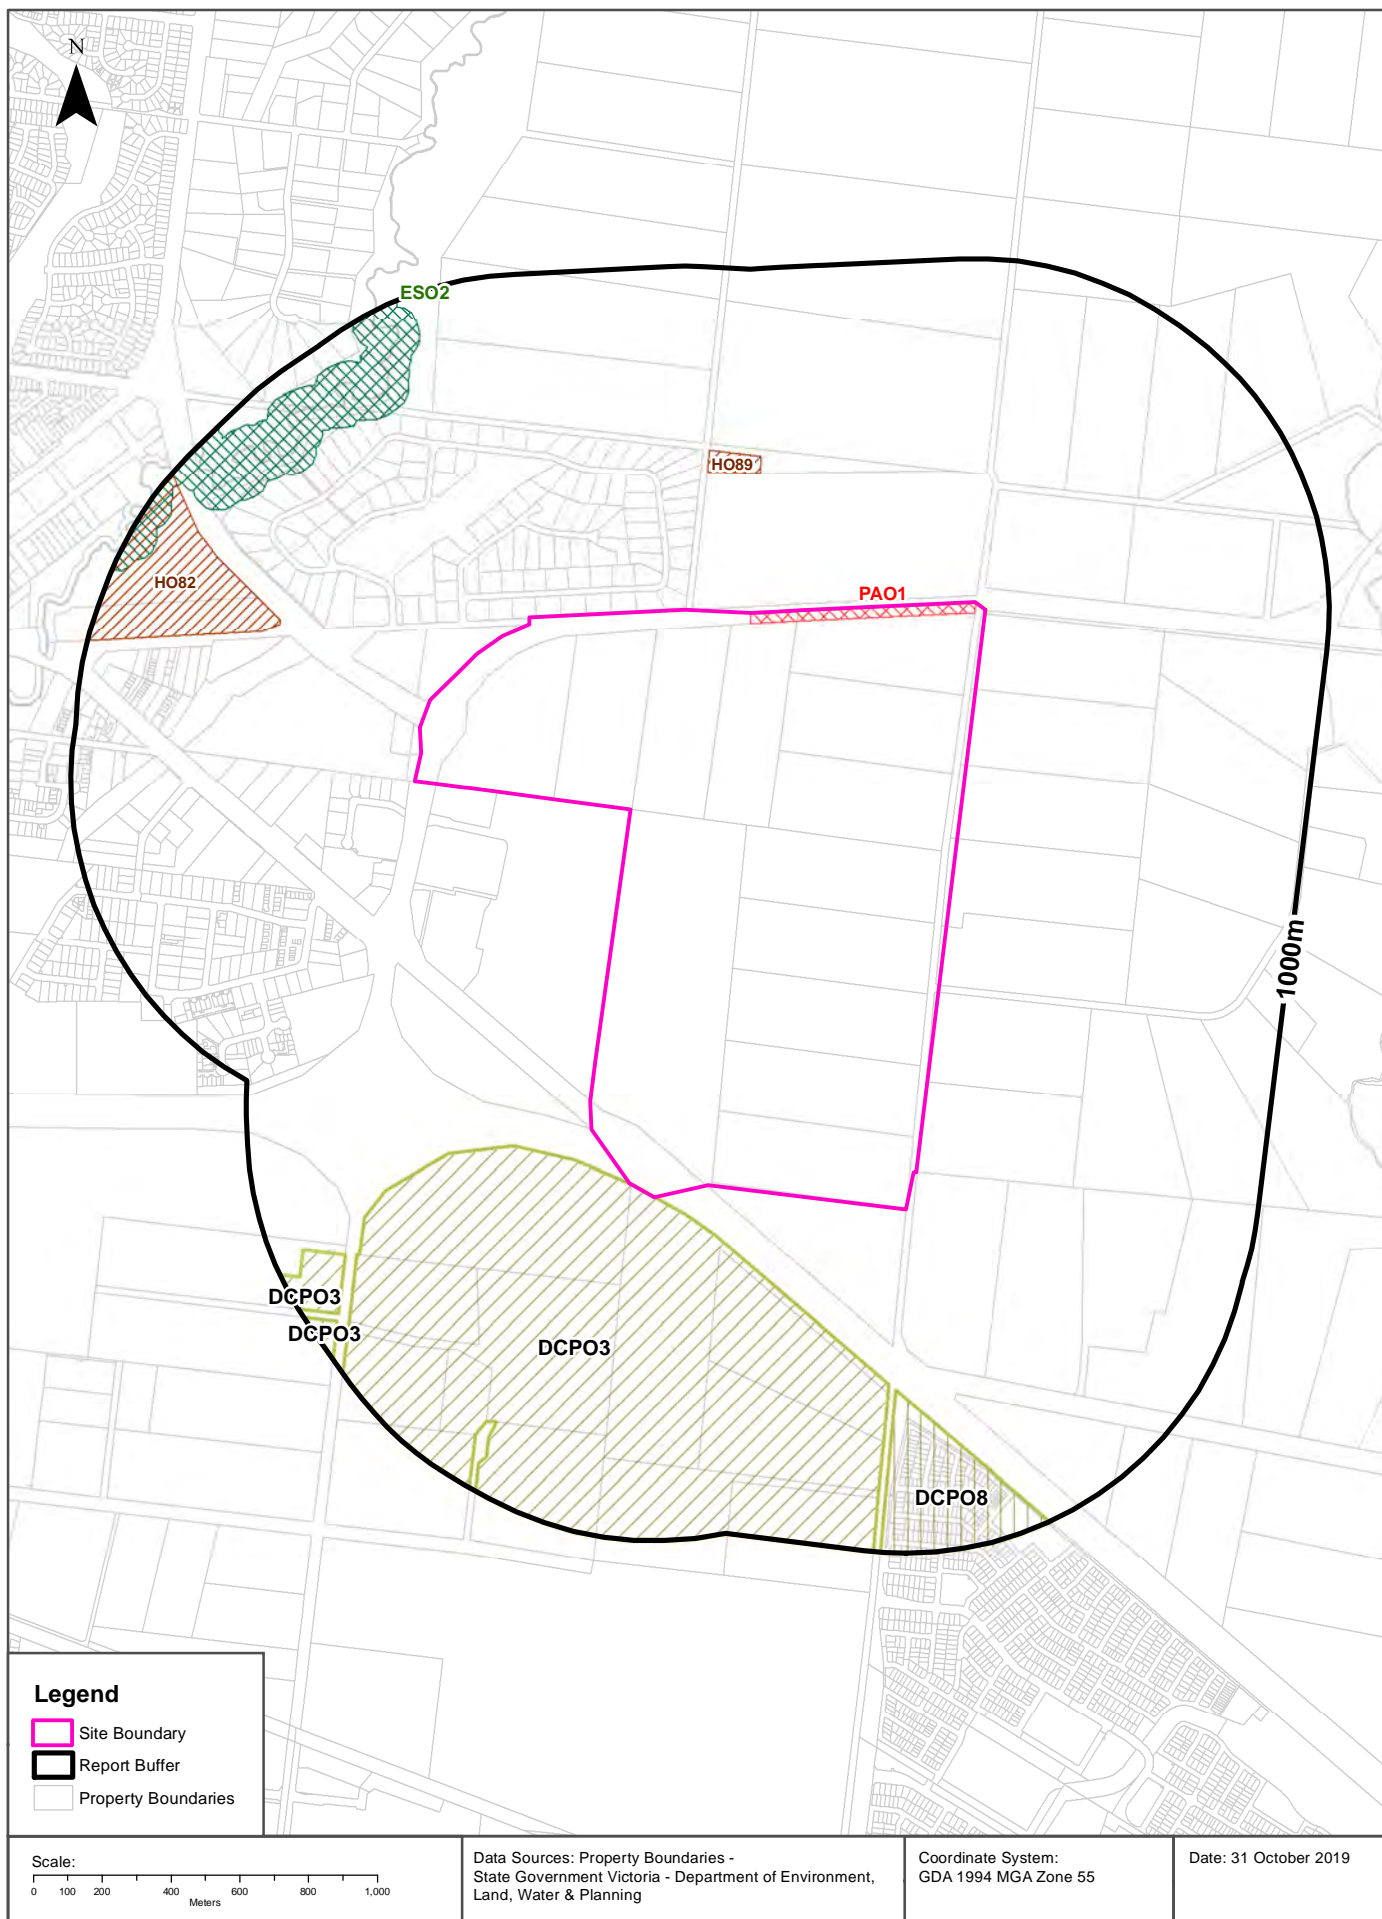 N
ESO2
HO89
HO82
PAO1
1000m
DCPO3
DCPO3
DCPO3
DCPO8
Legend
Site Boundary
Report Buffer
Property Boundaries
Scale:
0 100 200 400 600 800 1,000
Meters
Data Sources: Property Boundaries -
State Government Victoria - Department of Environment,
Land, Water & Planning
Coordinate System:
GDA 1994 MGA Zone 55
Date: 31 October 2019